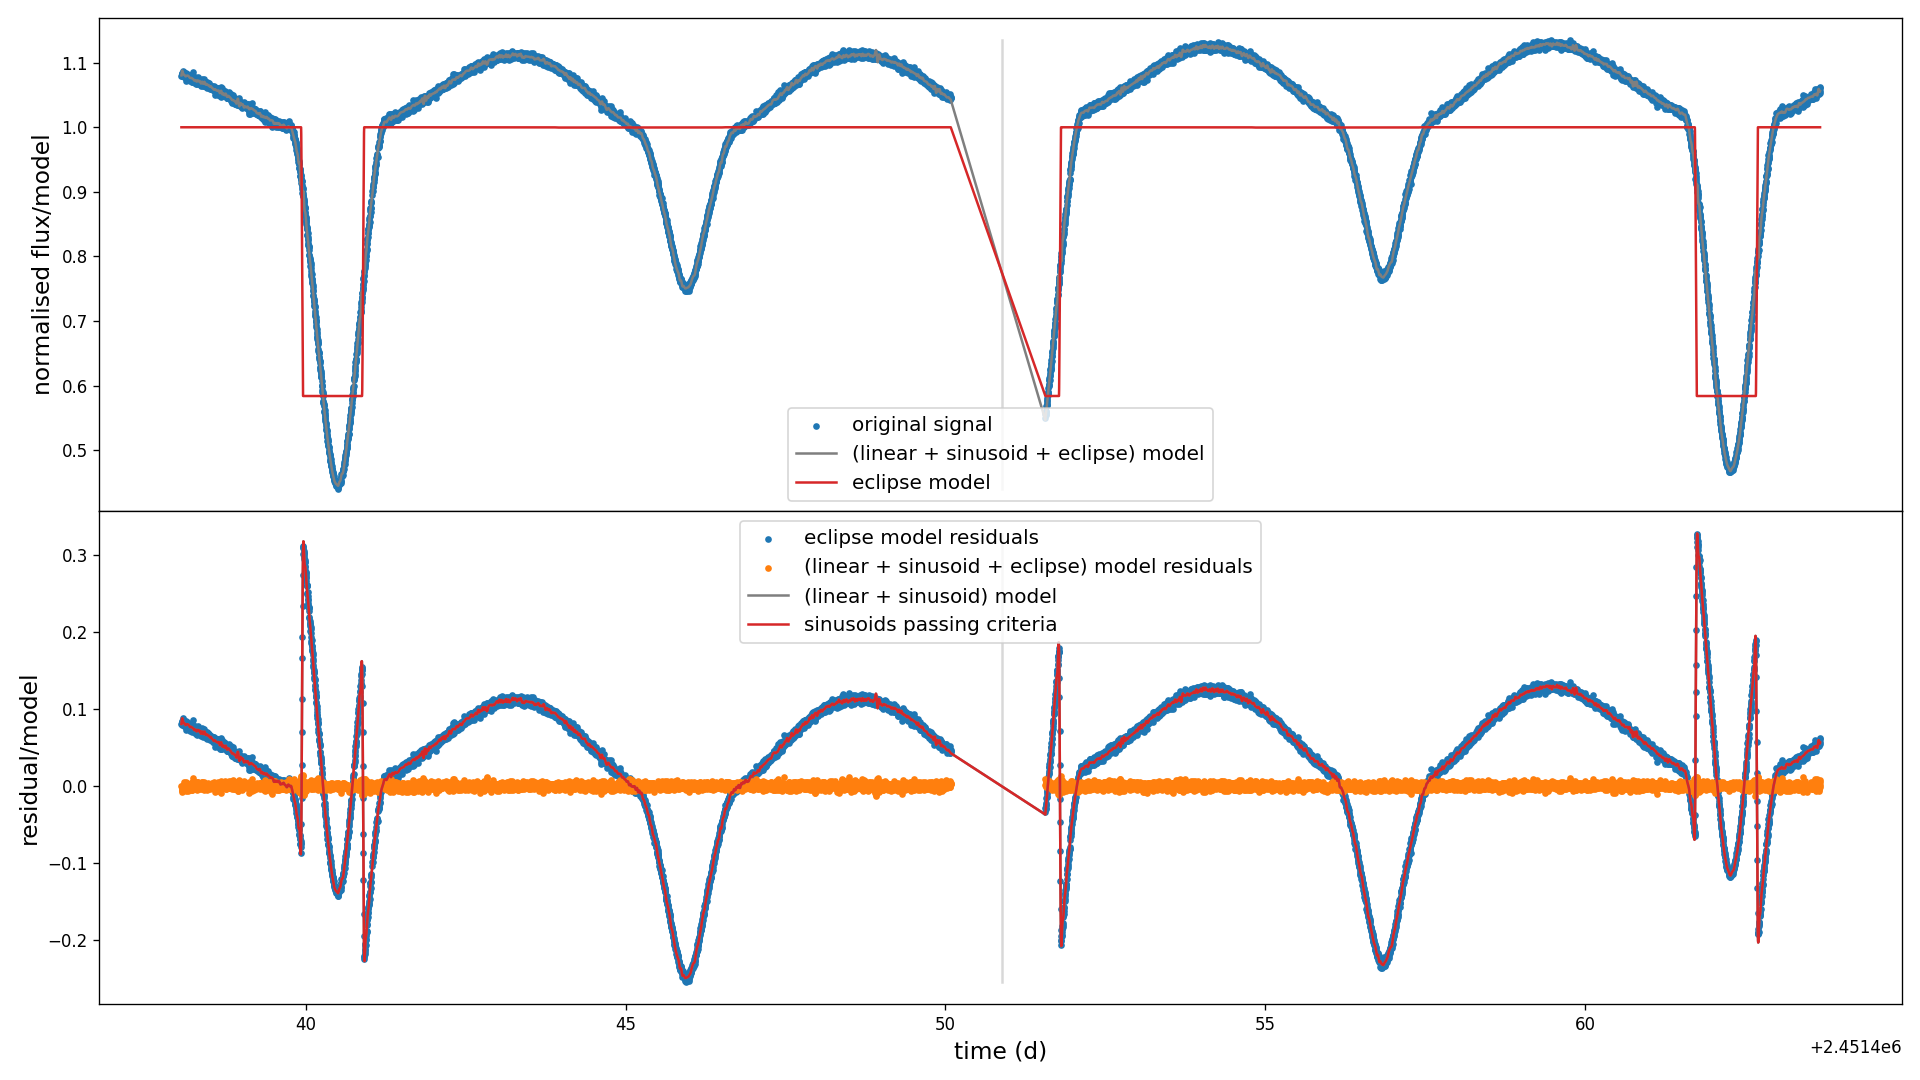 normalised flux/model
1.1
1.0
0.9
0.8
0.7
0.6
0.5
original signal
(linear + sinusoid + eclipse) model
eclipse model
residual/model
0.3
0.2
0.1
0.0
−0.1
−0.2
eclipse model residuals
(linear + sinusoid + eclipse) model residuals
(linear + sinusoid) model
sinusoids passing criteria
40
45
50
55
60
time (d)
+2.4514e6